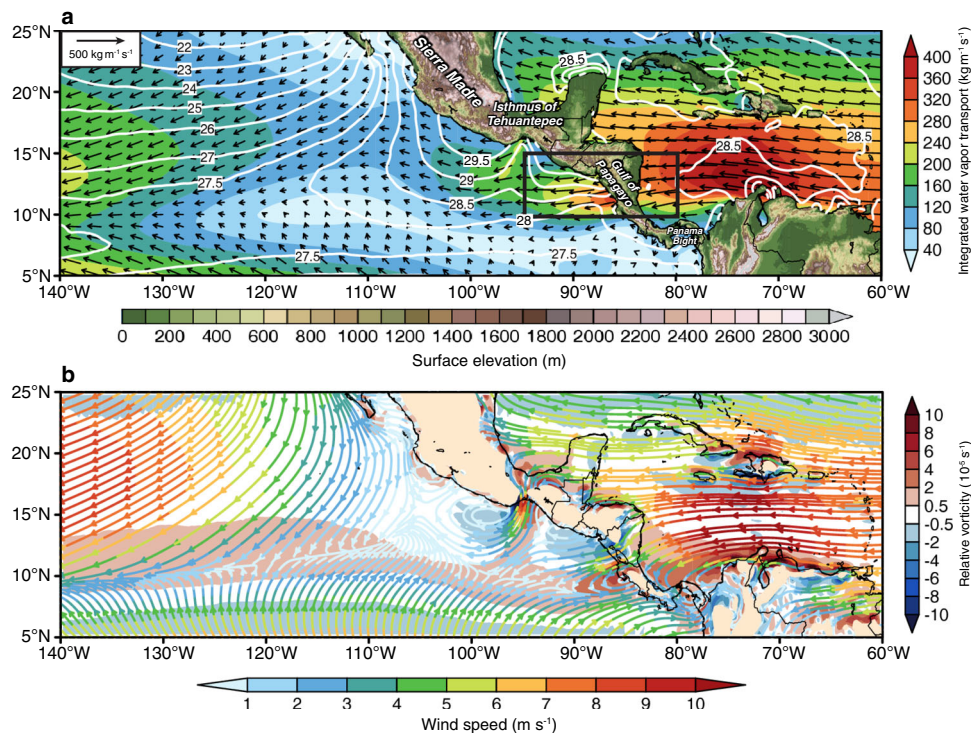 a
25°N
20°N
15°N
10°N
5°N
500 kg m⁻¹ s⁻¹
22
23
24
25
26
27
27.5
28.5
29.5
29
28.5
28
27.5
27.5
28.5
28.5
Sierra Madre
Isthmus of
Tehuantepec
Gulf of
Papagayo
Panama
Bight
140°W 130°W 120°W 110°W 100°W 90°W 80°W 70°W 60°W
400
360
320
280
240
200
160
120
80
40
Integrated water vapor transport (kg m⁻¹ s⁻¹)
0 200 400 600 800 1000 1200 1400 1600 1800 2000 2200 2400 2600 2800 3000
Surface elevation (m)
b
25°N
20°N
15°N
10°N
5°N
140°W 130°W 120°W 110°W 100°W 90°W 80°W 70°W 60°W
10
8
6
4
2
0.5
-0.5
-2
-4
-6
-8
-10
Relative vorticity (10⁻⁵ s⁻¹)
1 2 3 4 5 6 7 8 9 10
Wind speed (m s⁻¹)